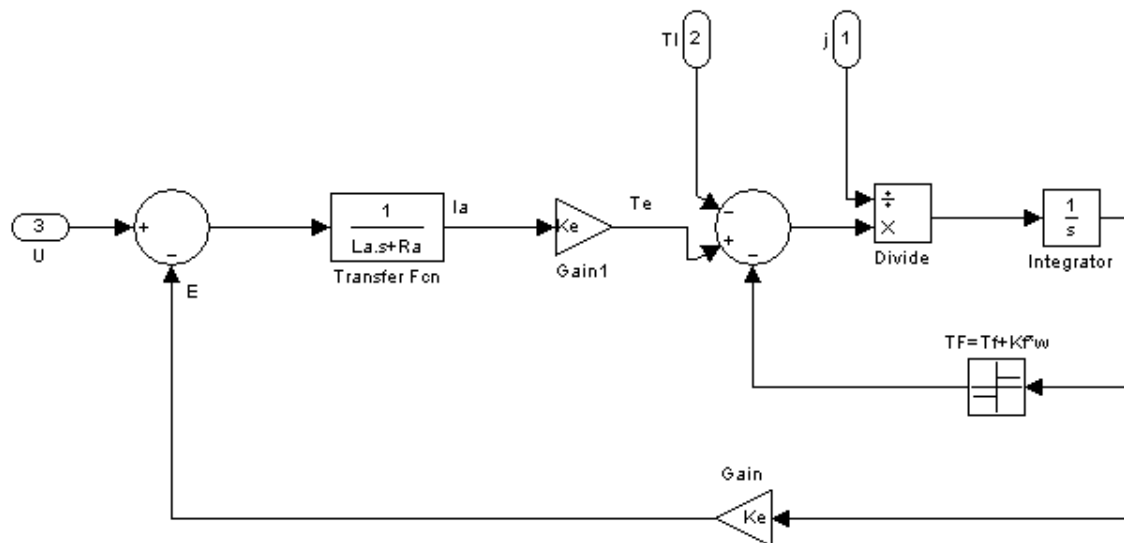 Tl
2
j
1
3
U
+
−
E
1
La.s+Ra
Transfer Fcn
Ia
Ke
Gain1
Te
−
+
−
÷
×
Divide
1
s
Integrator
TF=Tf+Kf*w
Gain
Ke